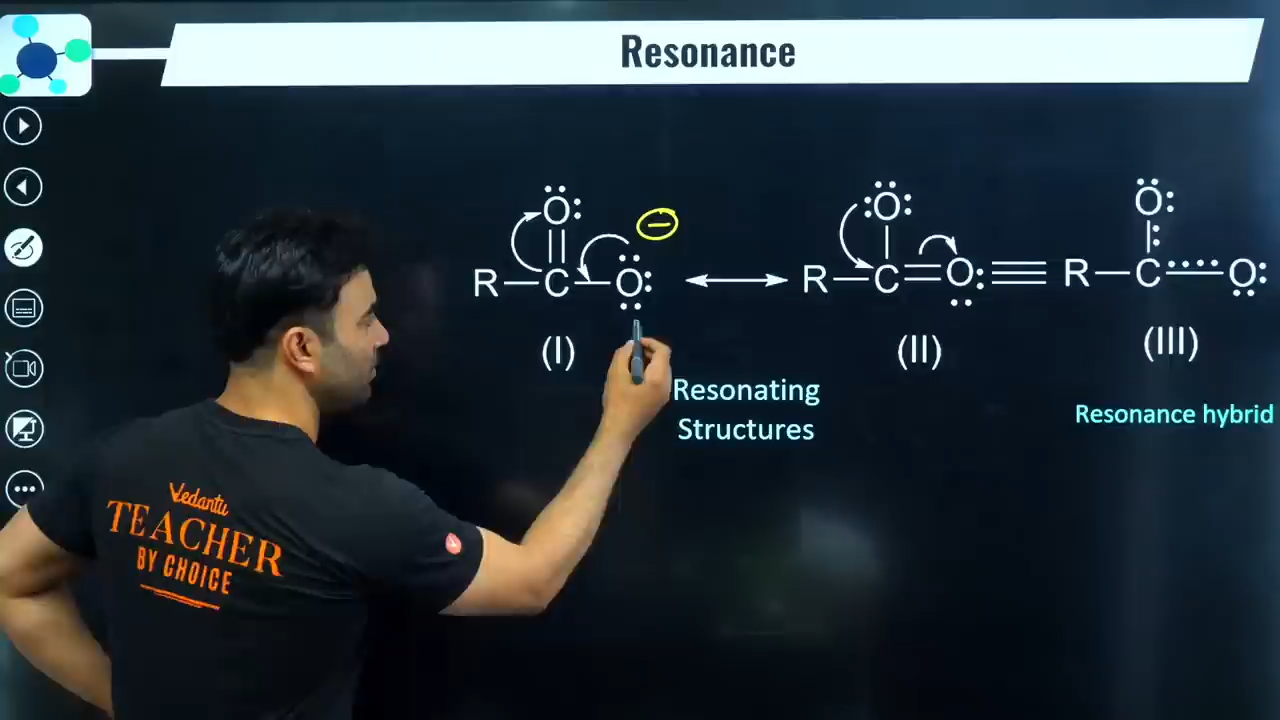 Resonance
O O O
R C O R C O R C O
(I) (II) (III)
Resonating
Structures
Resonance hybrid
Vedantu
TEACHER
BY CHOICE